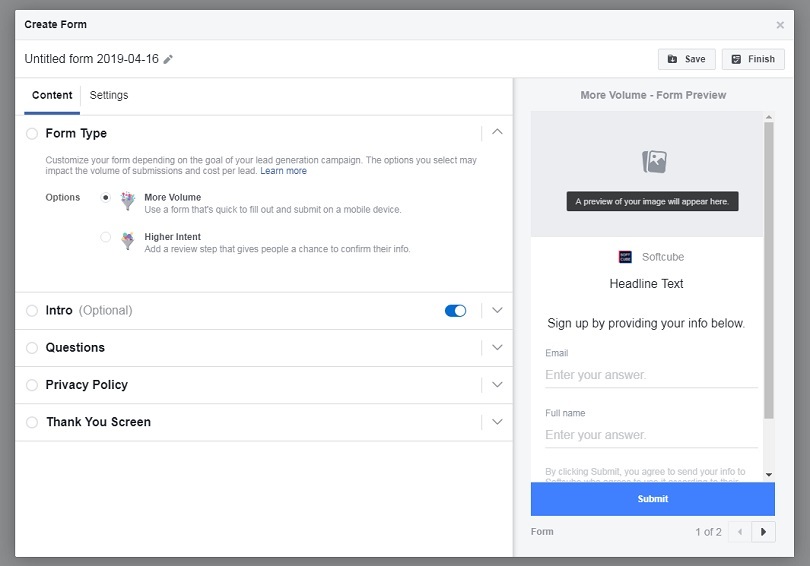 Create Form
Untitled form 2019-04-16
Save
Finish
Content
Settings
Form Type
Customize your form depending on the goal of your lead generation campaign. The options you select may
impact the volume of submissions and cost per lead. Learn more
Options
More Volume
Use a form that's quick to fill out and submit on a mobile device.
Higher Intent
Add a review step that gives people a chance to confirm their info.
Intro (Optional)
Questions
Privacy Policy
Thank You Screen
More Volume - Form Preview
A preview of your image will appear here.
SOFT
CUBE
Softcube
Headline Text
Sign up by providing your info below.
Email
Enter your answer.
Full name
Enter your answer.
By clicking Submit, you agree to send your info to
Softcube who agrees to use it according to their
Submit
Form
1 of 2